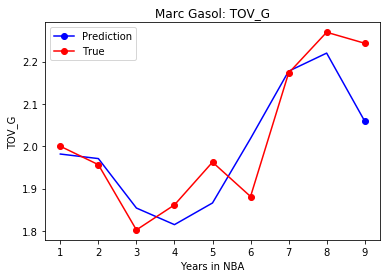 Marc Gasol: TOV_G
Prediction
True
2.2
2.1
2.0
1.9
1.8
TOV_G
1 2 3 4 5 6 7 8 9
Years in NBA